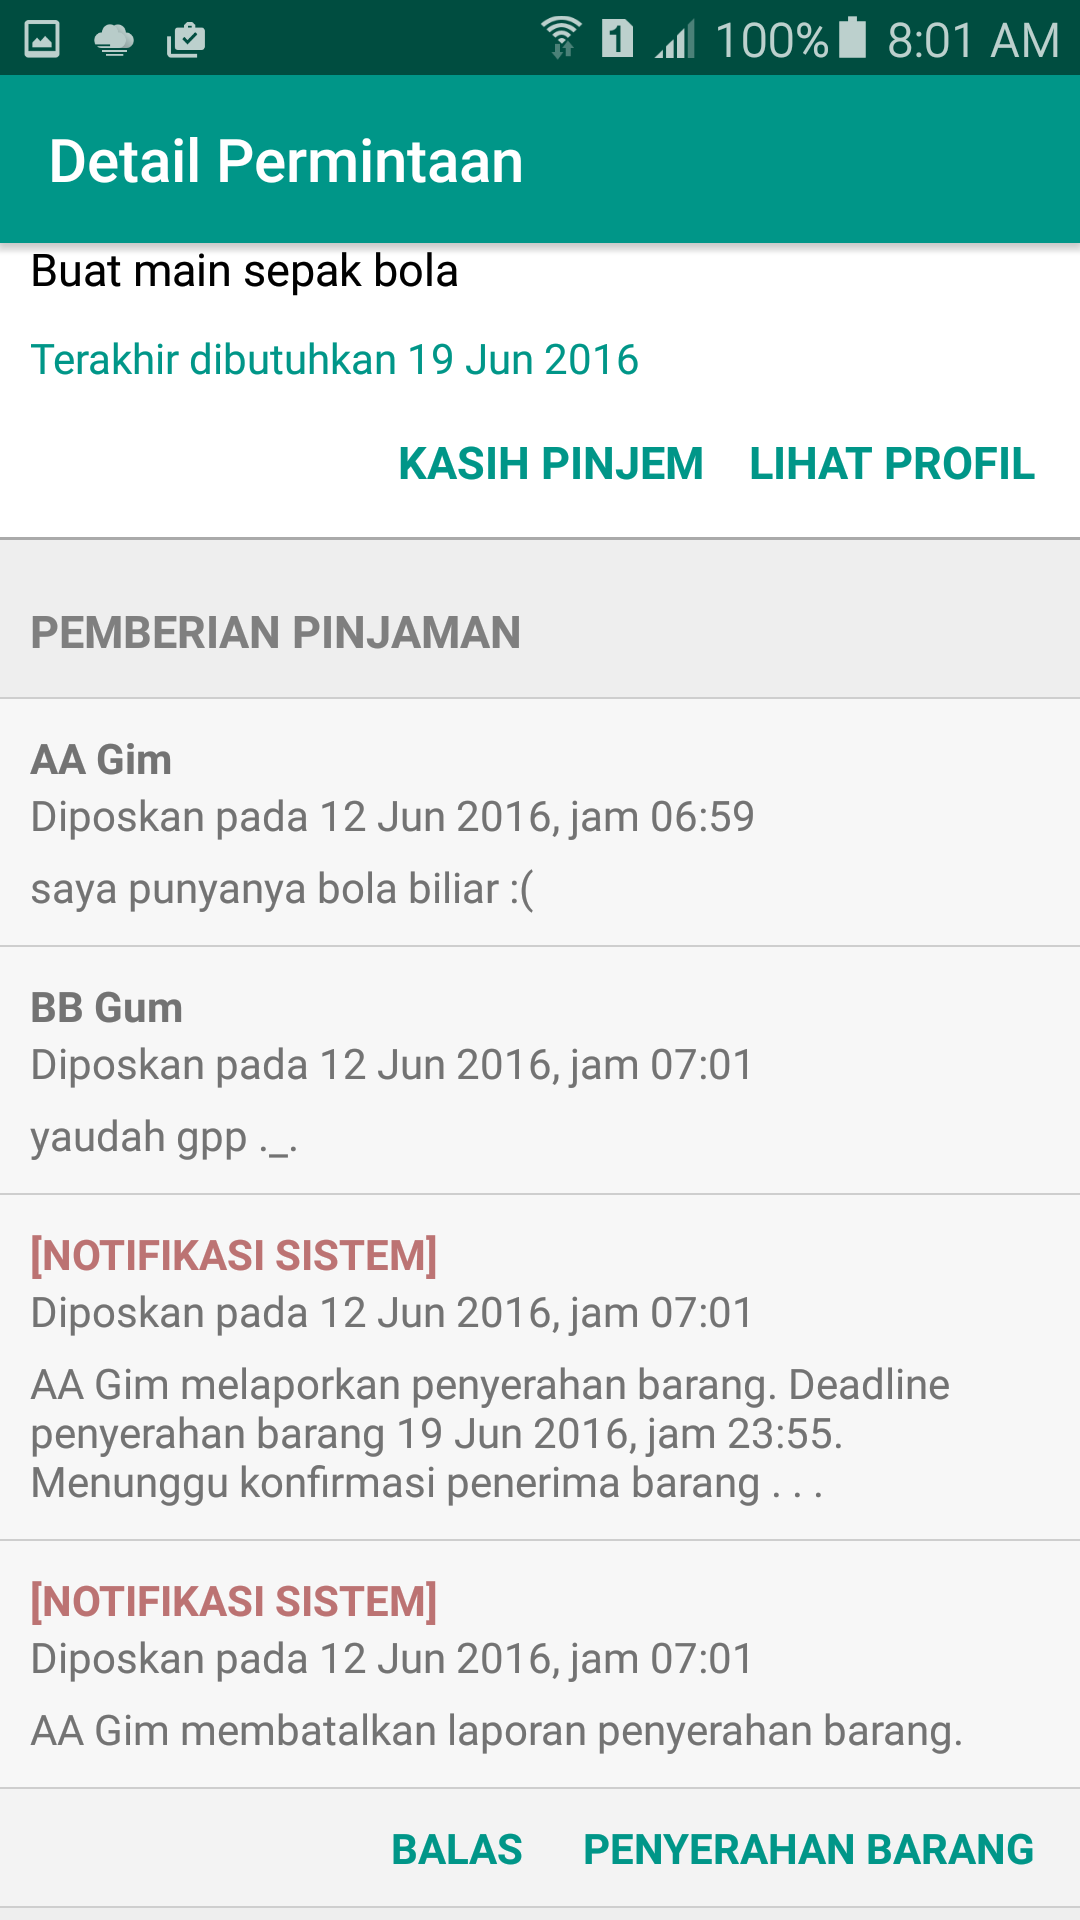 1 100% 8:01 AM
Detail Permintaan
Buat main sepak bola
Terakhir dibutuhkan 19 Jun 2016
KASIH PINJEM LIHAT PROFIL
PEMBERIAN PINJAMAN
AA Gim
Diposkan pada 12 Jun 2016, jam 06:59
saya punyanya bola biliar :(
BB Gum
Diposkan pada 12 Jun 2016, jam 07:01
yaudah gpp ._.
[NOTIFIKASI SISTEM]
Diposkan pada 12 Jun 2016, jam 07:01
AA Gim melaporkan penyerahan barang. Deadline
penyerahan barang 19 Jun 2016, jam 23:55.
Menunggu konfirmasi penerima barang . . .
[NOTIFIKASI SISTEM]
Diposkan pada 12 Jun 2016, jam 07:01
AA Gim membatalkan laporan penyerahan barang.
BALAS PENYERAHAN BARANG